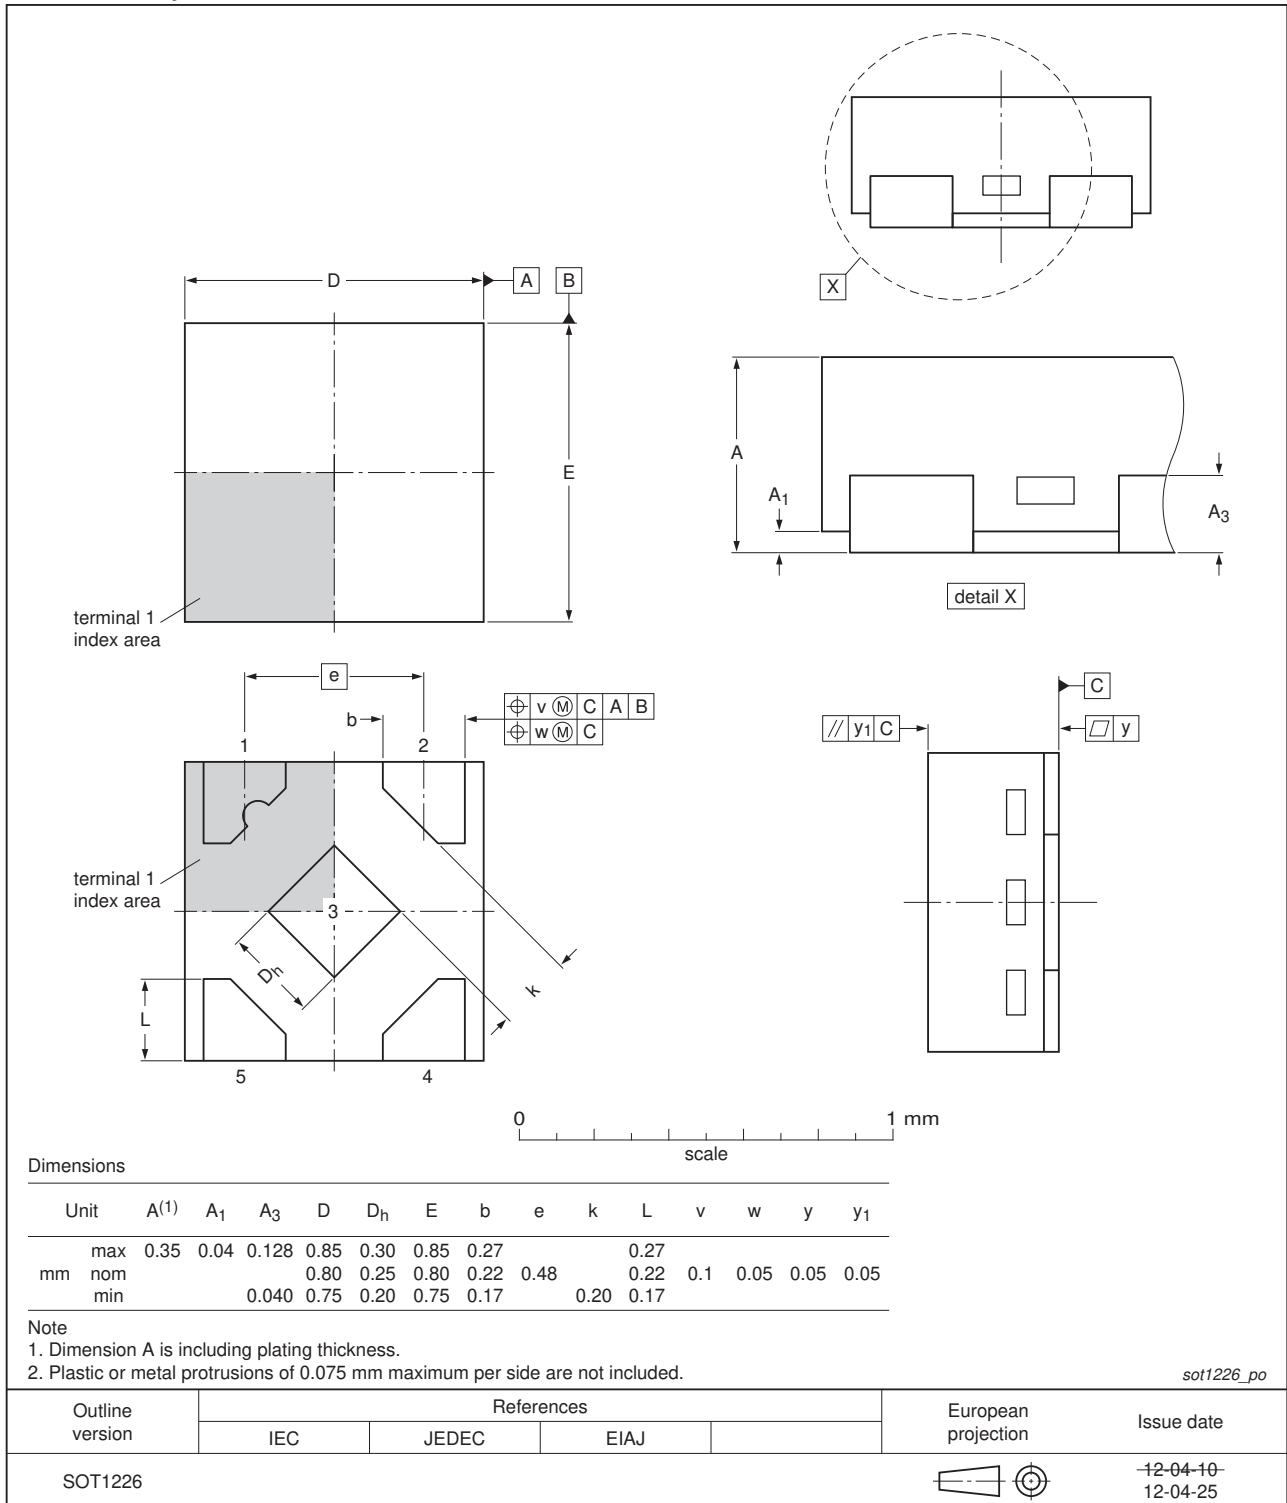 D
A B
X
E
terminal 1
index area
A
A1
A3
detail X
e
b
v M C A B
w M C
1
2
terminal 1
index area
3
Dh
k
L
5
4
C
// y1 C
y
0
1 mm
scale
Dimensions
Unit A(1) A1 A3 D Dh E b e k L v w y y1
max 0.35 0.04 0.128 0.85 0.30 0.85 0.27 0.27
mm nom 0.80 0.25 0.80 0.22 0.48 0.22 0.1 0.05 0.05 0.05
min 0.040 0.75 0.20 0.75 0.17 0.20 0.17
Note
1. Dimension A is including plating thickness.
2. Plastic or metal protrusions of 0.075 mm maximum per side are not included.
sot1226_po
Outline
version
References
IEC JEDEC EIAJ
European
projection
Issue date
SOT1226
12-04-10
12-04-25